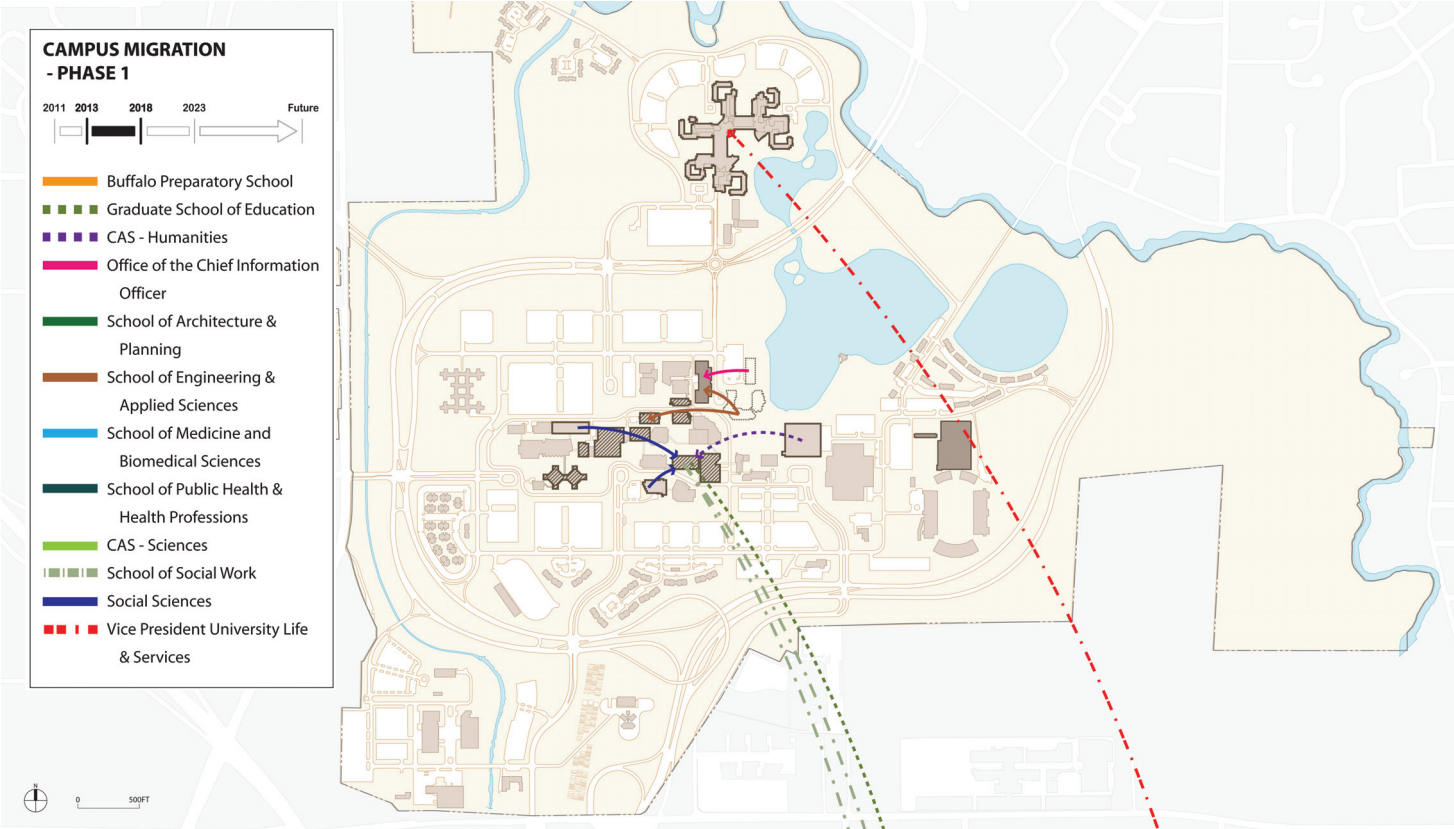 CAMPUS MIGRATION
- PHASE 1
2011 2013 2018 2023 Future
Buffalo Preparatory School
Graduate School of Education
CAS - Humanities
Office of the Chief Information
Officer
School of Architecture &
Planning
School of Engineering &
Applied Sciences
School of Medicine and
Biomedical Sciences
School of Public Health &
Health Professions
CAS - Sciences
School of Social Work
Social Sciences
Vice President University Life
& Services
N
0 500FT